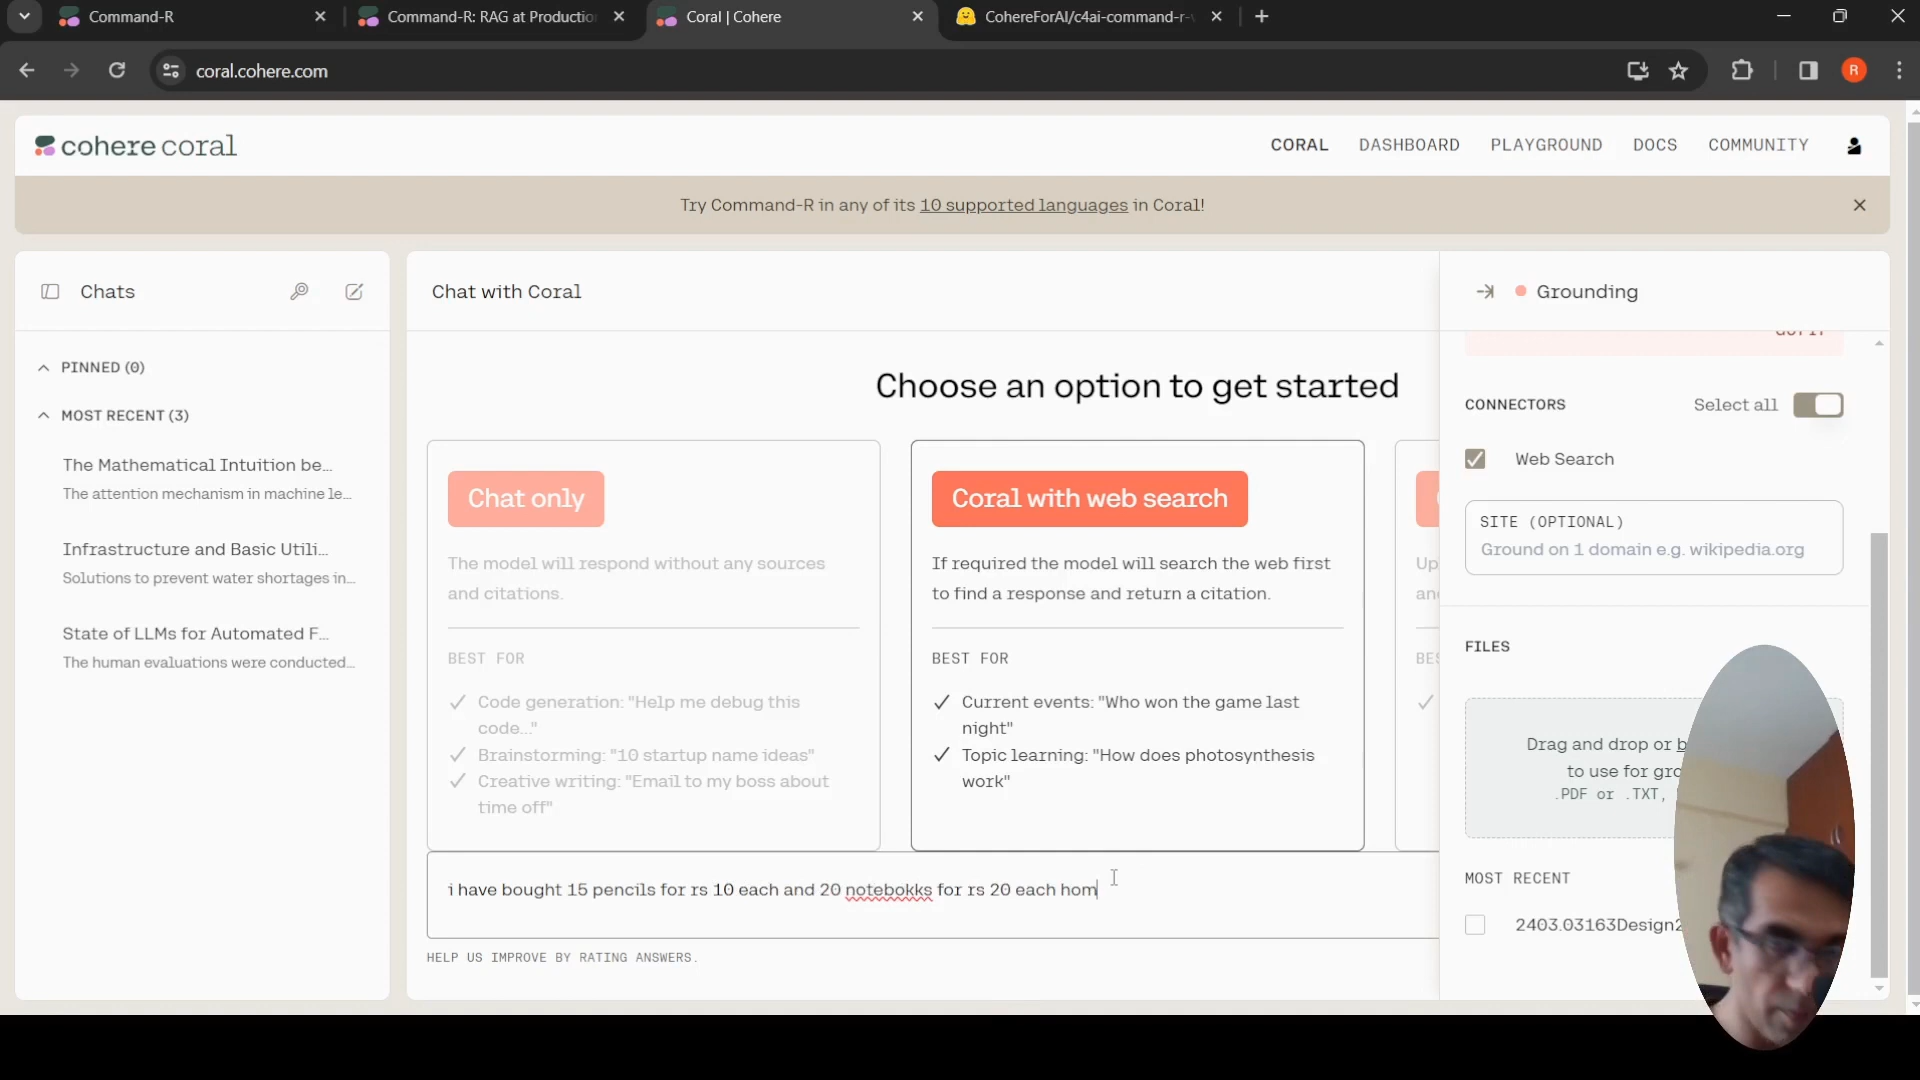 Command-R
Command-R: RAG at Productio
Coral | Cohere
CohereForAI/c4ai-command-r-
coral.cohere.com
R
cohere coral
CORAL
DASHBOARD
PLAYGROUND
DOCS
COMMUNITY
Try Command-R in any of its 10 supported languages in Coral!
Chats
PINNED (0)
MOST RECENT (3)
The Mathematical Intuition be...
The attention mechanism in machine le...
Infrastructure and Basic Utili...
Solutions to prevent water shortages in...
State of LLMs for Automated F...
The human evaluations were conducted...
Chat with Coral
Choose an option to get started
Chat only
The model will respond without any sources
and citations.
BEST FOR
Code generation: "Help me debug this
code..."
Brainstorming: "10 startup name ideas"
Creative writing: "Email to my boss about
time off"
Coral with web search
If required the model will search the web first
to find a response and return a citation.
BEST FOR
Current events: "Who won the game last
night"
Topic learning: "How does photosynthesis
work"
Up
an
BES
i have bought 15 pencils for rs 10 each and 20 notebokks for rs 20 each hom
HELP US IMPROVE BY RATING ANSWERS.
Grounding
CONNECTORS
Select all
Web Search
SITE (OPTIONAL)
Ground on 1 domain e.g. wikipedia.org
FILES
Drag and drop or b
to use for gro
.PDF or .TXT,
MOST RECENT
2403.03163Design2